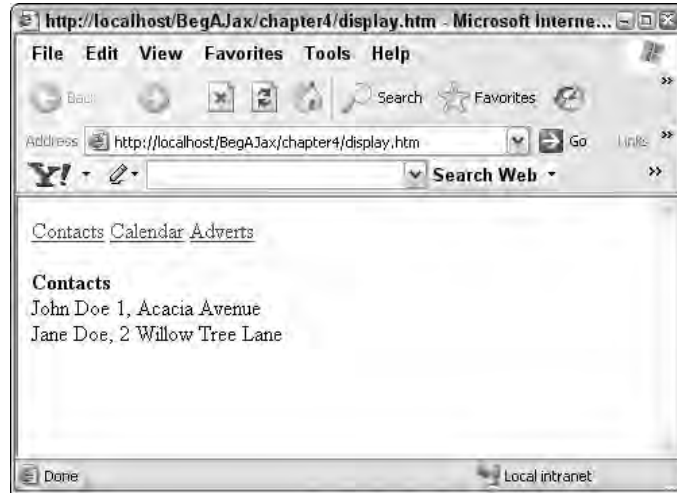 http://localhost/BegAJax/chapter4/display.htm - Microsoft Interne...
File Edit View Favorites Tools Help
Back Search Favorites »
Address http://localhost/BegAJax/chapter4/display.htm Go Links »
Y! Search Web »
Contacts Calendar Adverts
Contacts
John Doe 1, Acacia Avenue
Jane Doe, 2 Willow Tree Lane
Done Local intranet